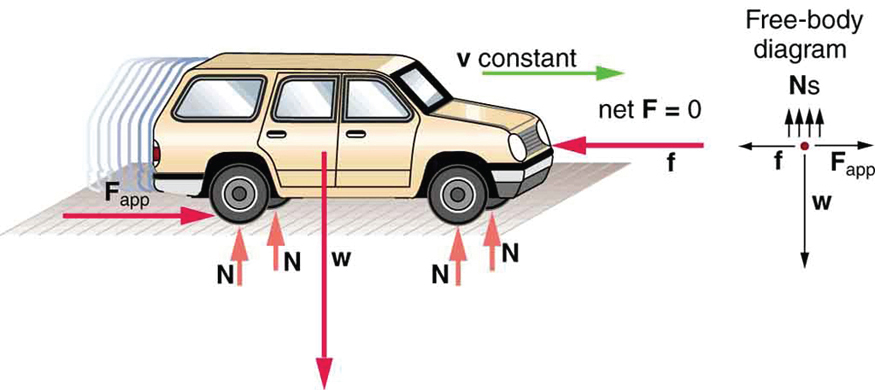 v constant
net F = 0
f
Fapp
N
N
w
N
N
Free-body
diagram
Ns
f
Fapp
w